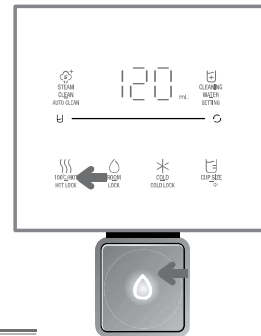 STEAM
CLEAN
AUTO CLEAN
120 mL
CLEANING
WATER
SETTING
100°C/HOT
HOT LOCK
ROOM
LOCK
COLD
COLD LOCK
CUP SIZE